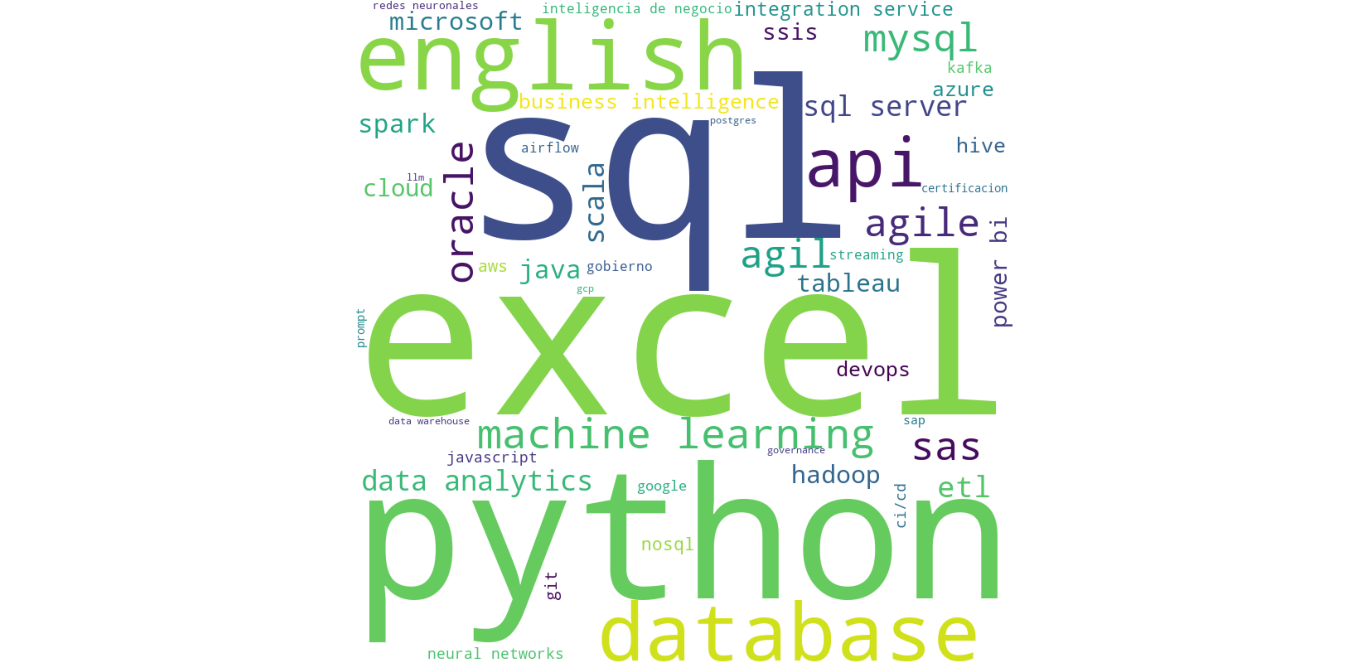 redes neuronales
inteligencia de negocio
integration service
microsoft
ssis
mysql
english
kafka
azure
business intelligence
sql server
sql
postgres
spark
airflow
hive
api
oracle
scala
llm
cloud
certificacion
agile
power bi
agil
streaming
aws
java
gobierno
tableau
gcp
prompt
excel
devops
data warehouse
machine learning
sap
sas
javascript
governance
data analytics
hadoop
google
etl
ci/cd
python
nosql
git
database
neural networks